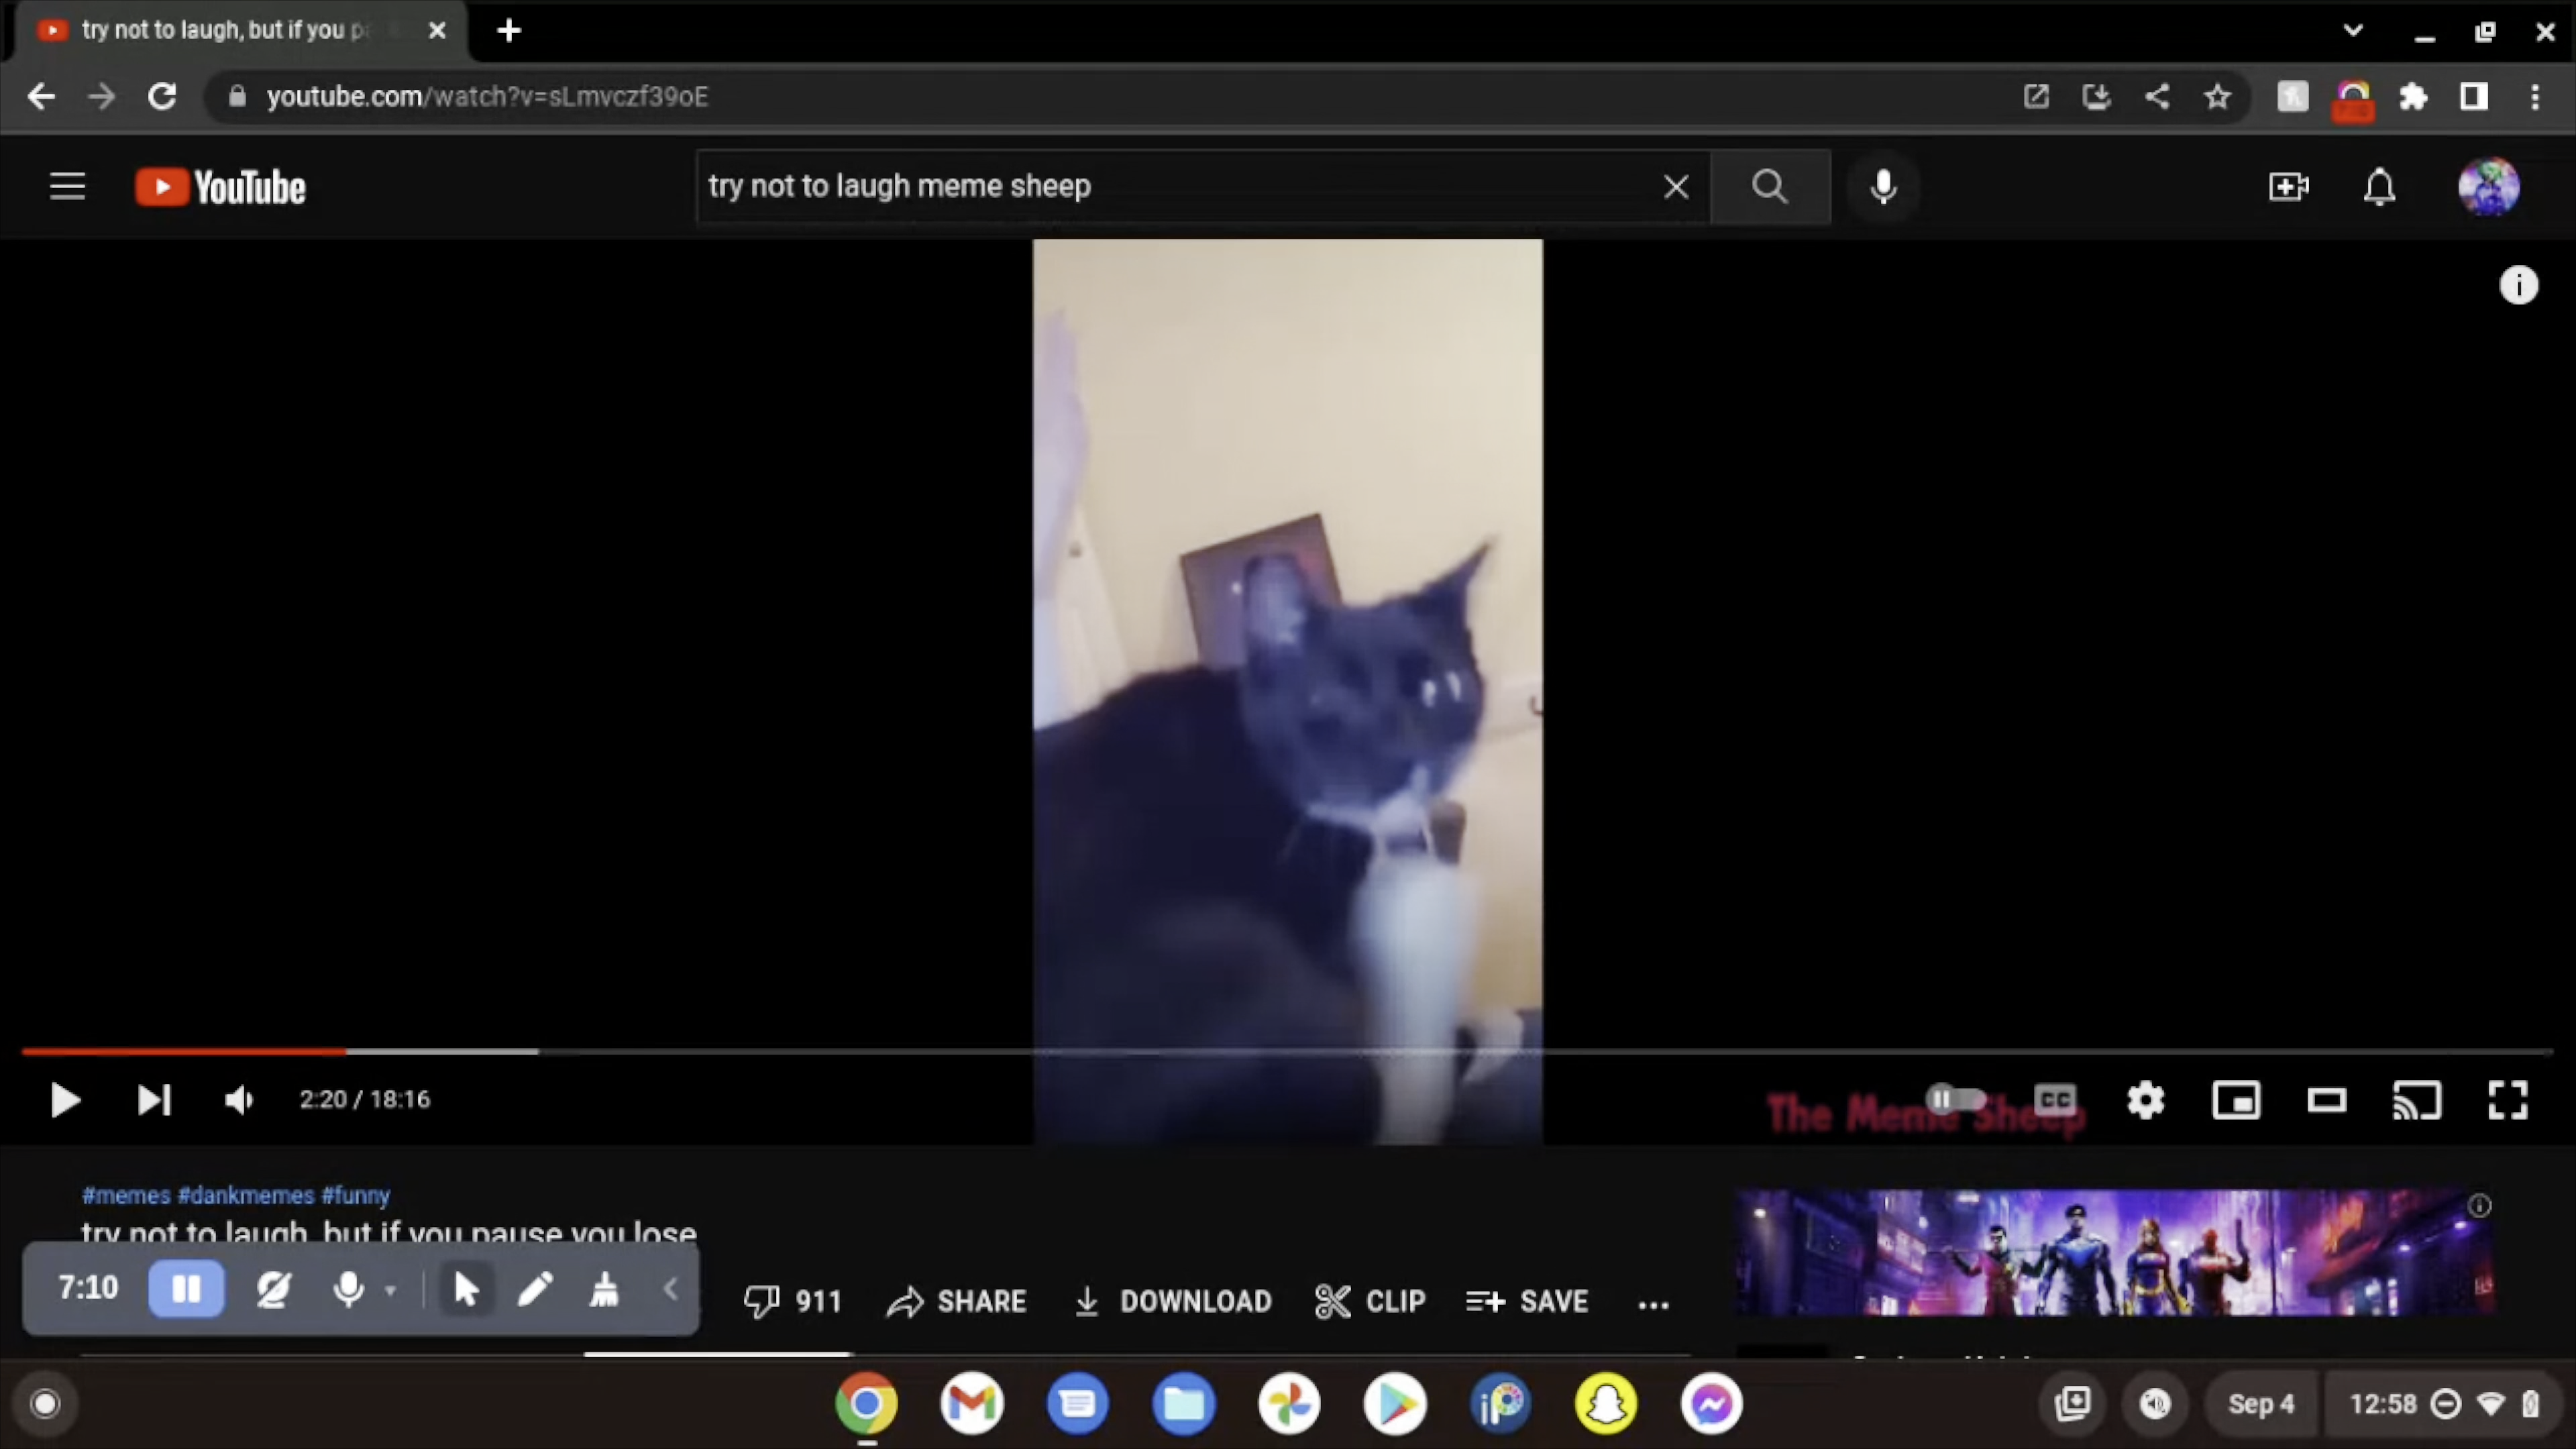 try not to laugh, but if you p
youtube.com/watch?v=sLmvczf39oE
YouTube
try not to laugh meme sheep
2:20 / 18:16
CC
The Meme Sheep
#memes #dankmemes #funny
try not to laugh, but if you pause you lose
7:10
911
SHARE
DOWNLOAD
CLIP
SAVE
Sep 4
12:58